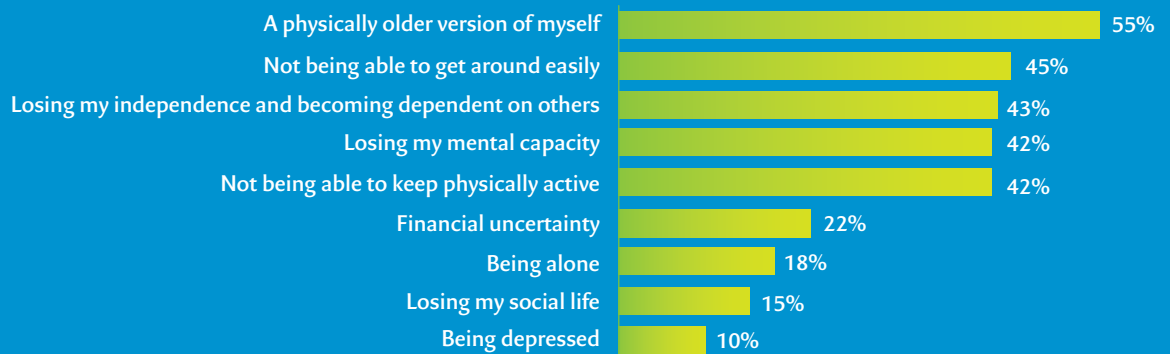 A physically older version of myself 55%
Not being able to get around easily 45%
Losing my independence and becoming dependent on others 43%
Losing my mental capacity 42%
Not being able to keep physically active 42%
Financial uncertainty 22%
Being alone 18%
Losing my social life 15%
Being depressed 10%